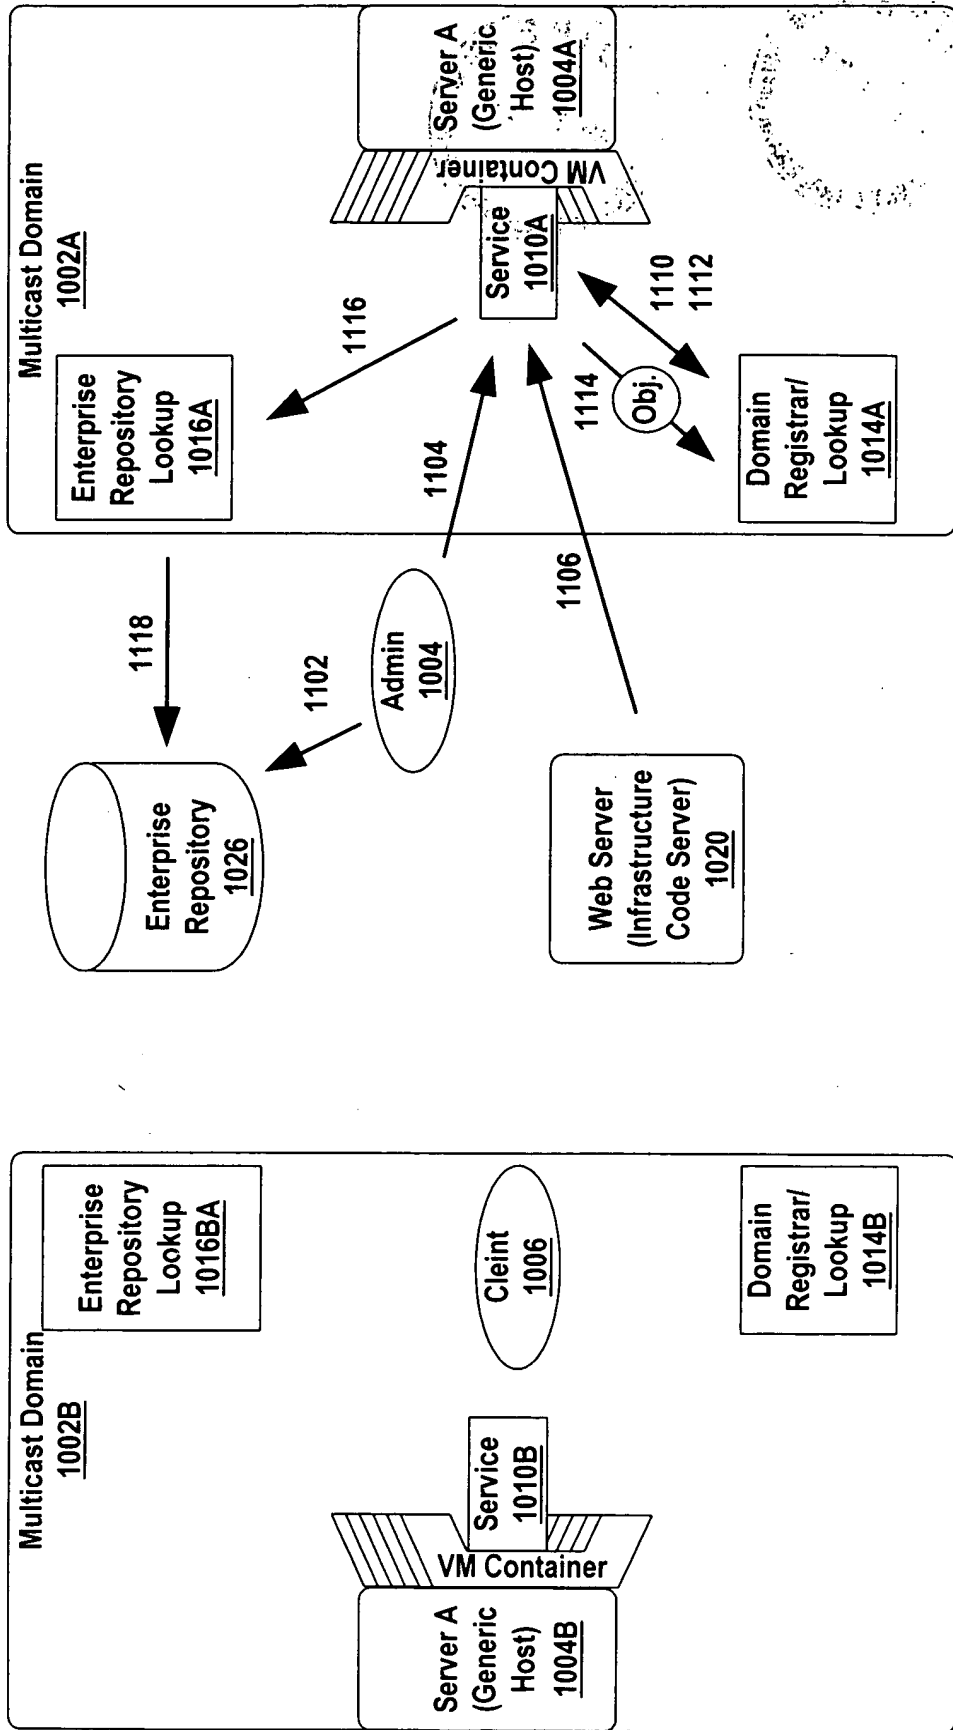 Multicast Domain
1002B
Enterprise
Repository
Lookup
1016BA
Server A
(Generic
Host)
1004B
VM Container
Service
1010B
Cleint
1006
Domain
Registrar/
Lookup
1014B
Enterprise
Repository
1026
1118
1102
Admin
1004
1104
Web Server
(Infrastructure
Code Server)
1020
1106
Multicast Domain
1002A
Enterprise
Repository
Lookup
1016A
1116
Service
1010A
VM Container
Server A
(Generic
Host)
1004A
1110
1112
1114
Obj.
Domain
Registrar/
Lookup
1014A